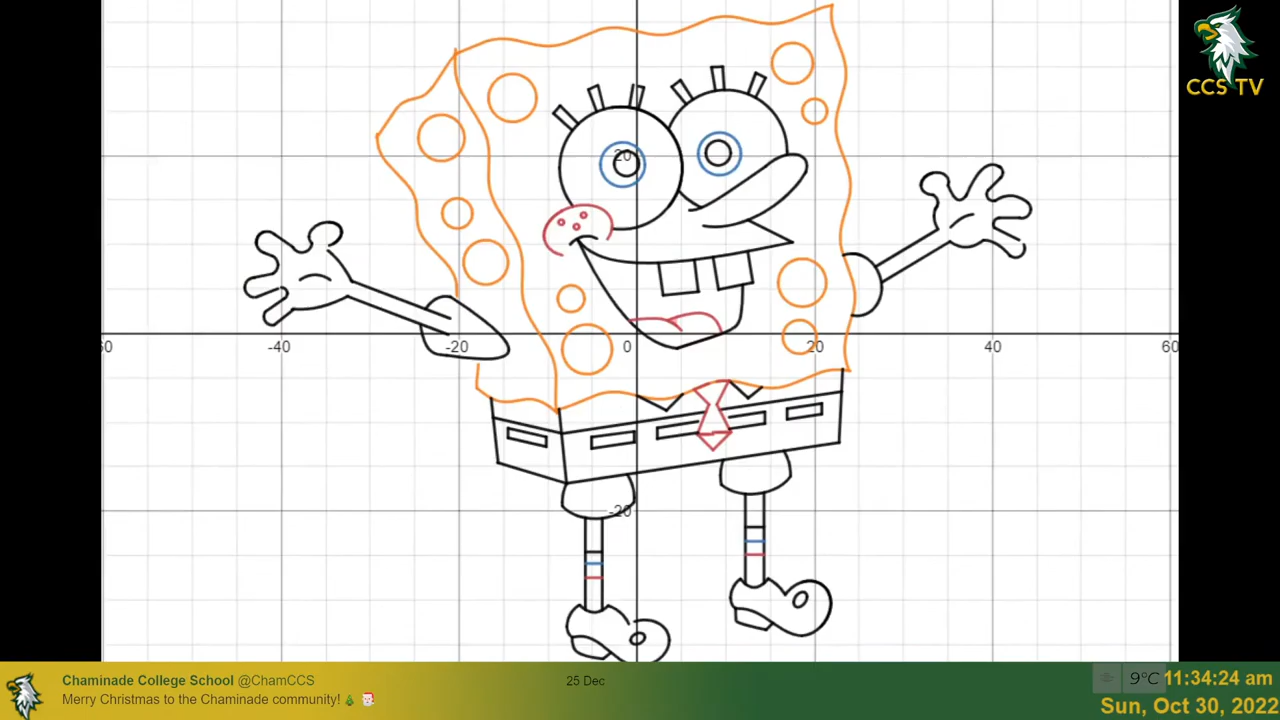 CCS TV
20
60
-40
-20
0
20
40
60
-20
Chaminade College School @ChamCCS
25 Dec
Merry Christmas to the Chaminade community!🎄🎅
9°C
11:34:24 am
Sun, Oct 30, 2022